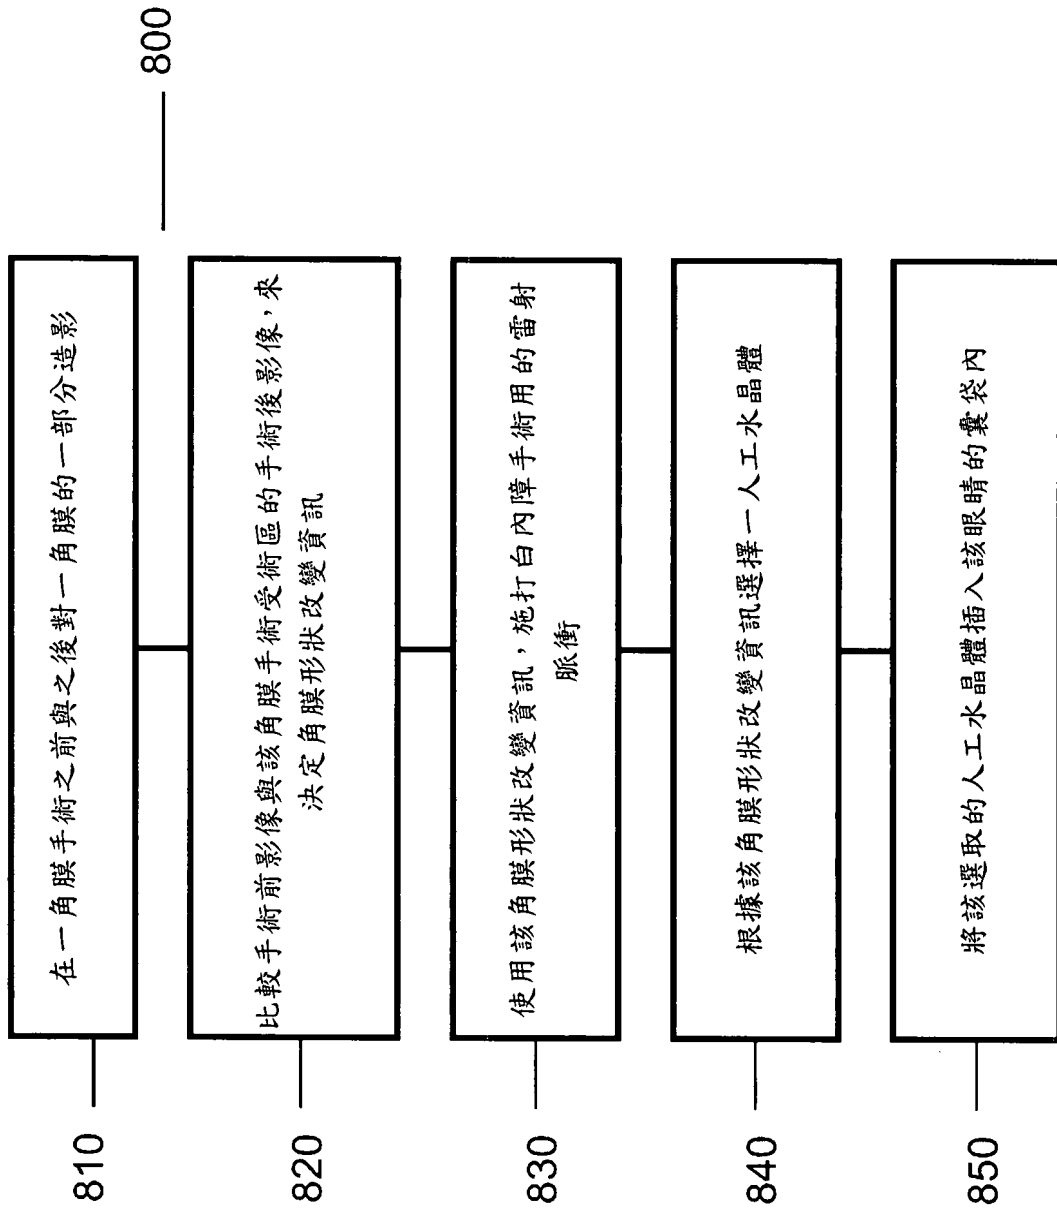 800
810
在一角膜手術之前與之後對一角膜的一部分造影
820
比較手術前影像與該角膜手術受術區的手術後影像，來
決定角膜形狀改變資訊
830
使用該角膜形狀改變資訊，施打白內障手術用的雷射
脈衝
840
根據該角膜形狀改變資訊選擇一人工水晶體
850
將該選取的人工水晶體插入該眼睛的囊袋內